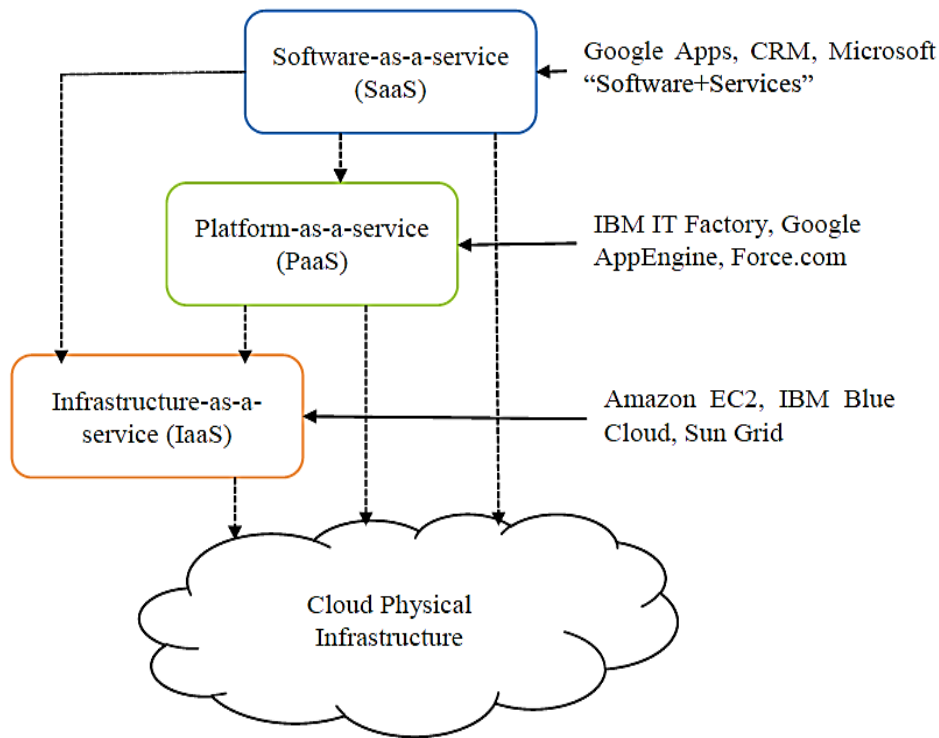 Software-as-a-service
(SaaS)
Google Apps, CRM, Microsoft
“Software+Services”
Platform-as-a-service
(PaaS)
IBM IT Factory, Google
AppEngine, Force.com
Infrastructure-as-a-
service (IaaS)
Amazon EC2, IBM Blue
Cloud, Sun Grid
Cloud Physical
Infrastructure